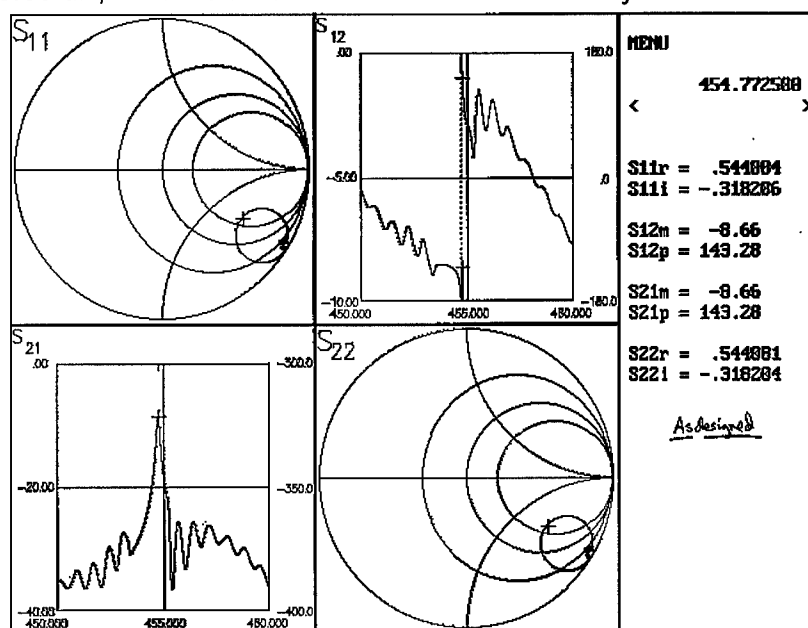 S11
S12
.00
180.0
-5.00
.0
-10.00
-180.0
450.000
455.000
460.000
S21
.00
-300.0
-20.00
-350.0
-40.00
-400.0
450.000
455.000
460.000
S22
MENU
454.772500
< >
S11r = .544004
S11i = -.318206
S12m = -8.66
S12p = 143.28
S21m = -8.66
S21p = 143.28
S22r = .544001
S22i = -.318204
As designed